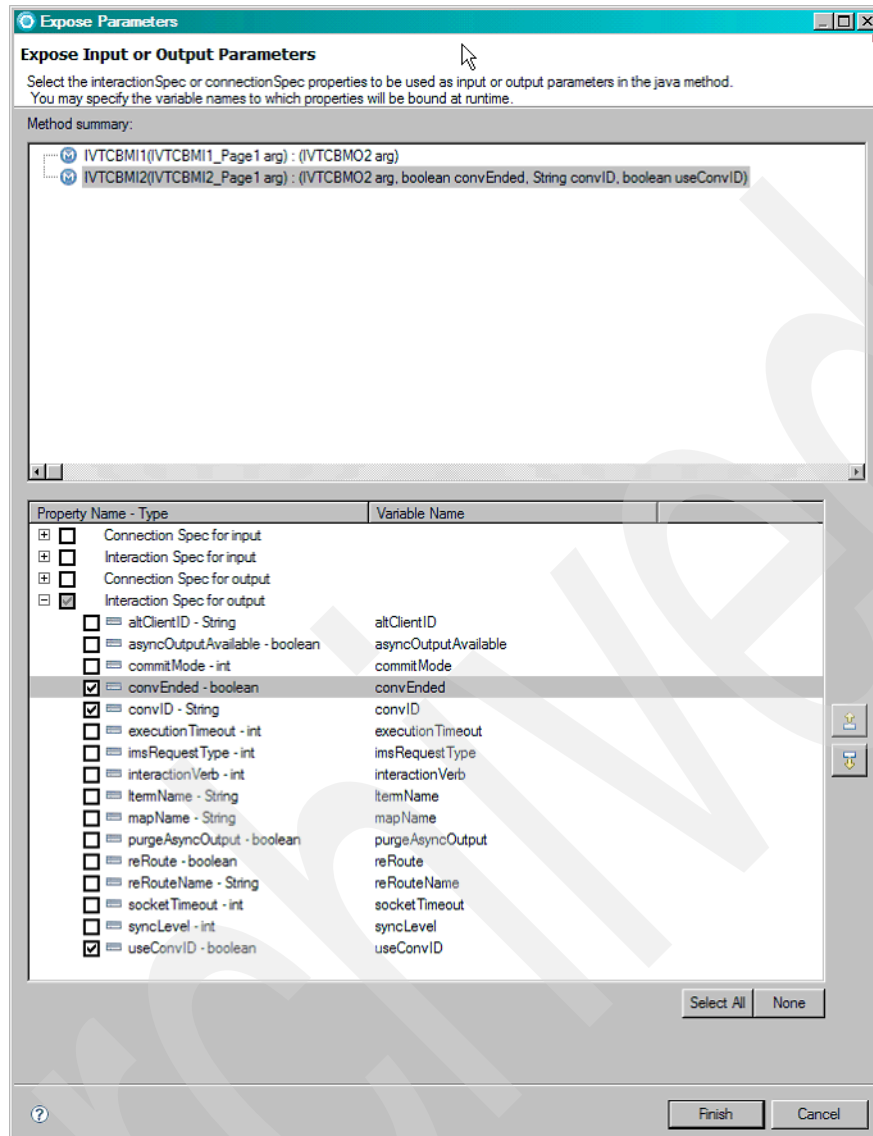 Expose Parameters
Expose Input or Output Parameters
Select the interactionSpec or connectionSpec properties to be used as input or output parameters in the java method.
You may specify the variable names to which properties will be bound at runtime.
Method summary:
IVTCBMI1(IVTCBMI1_Page1 arg) : (IVTCBMO2 arg)
IVTCBMI2(IVTCBMI2_Page1 arg) : (IVTCBMO2 arg, boolean convEnded, String convID, boolean useConvID)
Property Name - Type Variable Name
Connection Spec for input
Interaction Spec for input
Connection Spec for output
Interaction Spec for output
altClientID - String altClientID
asyncOutputAvailable - boolean asyncOutputAvailable
commitMode - int commitMode
convEnded - boolean convEnded
convID - String convID
executionTimeout - int executionTimeout
imsRequestType - int imsRequestType
interactionVerb - int interactionVerb
ltermName - String ltermName
mapName - String mapName
purgeAsyncOutput - boolean purgeAsyncOutput
reRoute - boolean reRoute
reRouteName - String reRouteName
socketTimeout - int socketTimeout
syncLevel - int syncLevel
useConvID - boolean useConvID
Select All None
? Finish Cancel